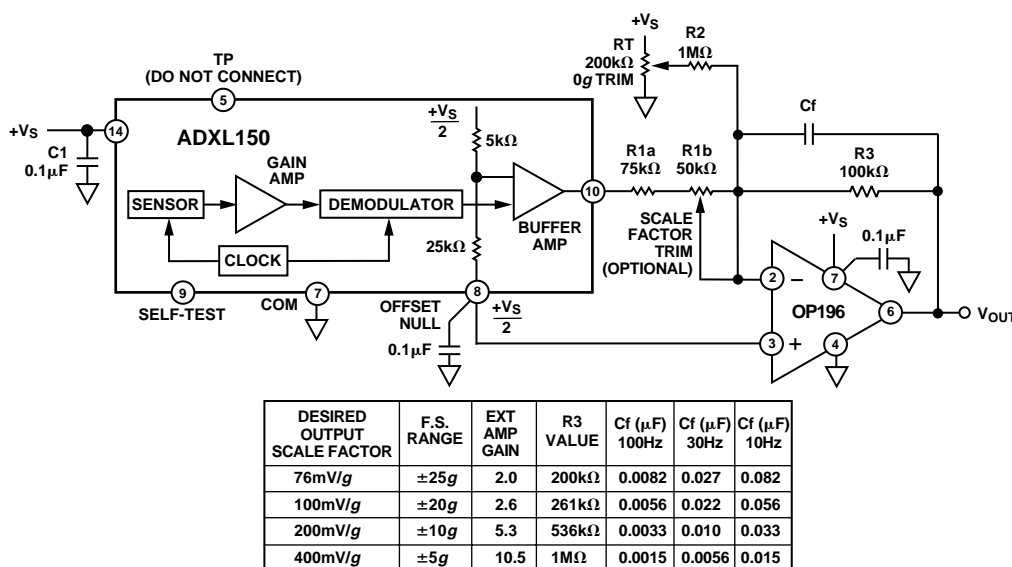 TP
(DO NOT CONNECT)
5
+VS
14
C1
0.1µF
ADXL150
GAIN
AMP
SENSOR
DEMODULATOR
CLOCK
9
SELF-TEST
COM
7
+VS
2
5kΩ
25kΩ
BUFFER
AMP
10
8
OFFSET
NULL
+VS
2
0.1µF
+VS
RT
200kΩ
0g TRIM
R2
1MΩ
Cf
R1a
75kΩ
R1b
50kΩ
R3
100kΩ
SCALE
FACTOR
TRIM
(OPTIONAL)
+VS
0.1µF
2
–
7
OP196
6
VOUT
3
+
4
DESIRED OUTPUT SCALE FACTOR
F.S. RANGE
EXT AMP GAIN
R3 VALUE
Cf (µF) 100Hz
Cf (µF) 30Hz
Cf (µF) 10Hz
76mV/g ±25g 2.0 200kΩ 0.0082 0.027 0.082
100mV/g ±20g 2.6 261kΩ 0.0056 0.022 0.056
200mV/g ±10g 5.3 536kΩ 0.0033 0.010 0.033
400mV/g ±5g 10.5 1MΩ 0.0015 0.0056 0.015